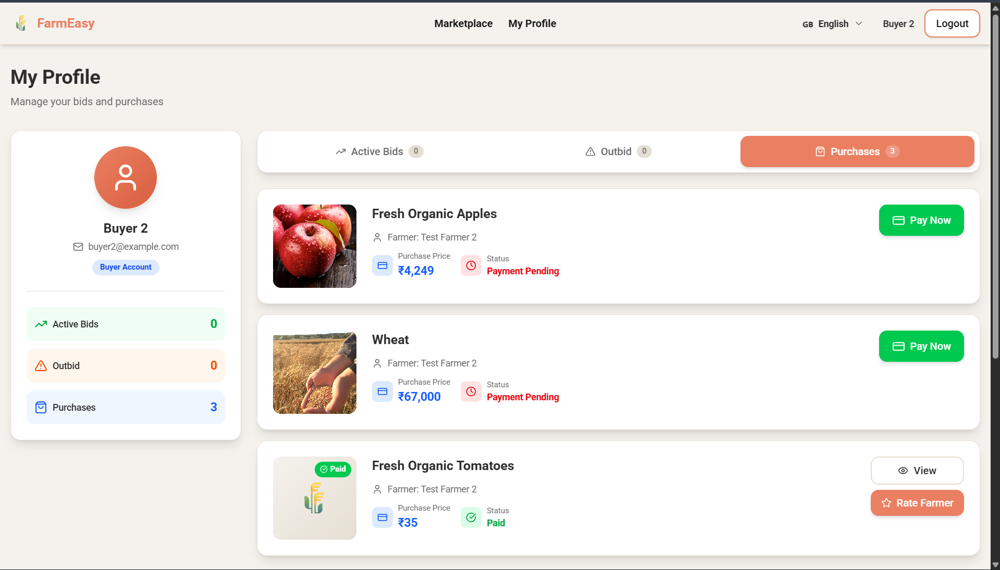 FarmEasy
Marketplace
My Profile
GB English
Buyer 2
Logout
My Profile
Manage your bids and purchases
Buyer 2
buyer2@example.com
Buyer Account
Active Bids 0
Outbid 0
Purchases 3
Active Bids 0
Outbid 0
Purchases 3
Fresh Organic Apples
Farmer: Test Farmer 2
Purchase Price
₹4,249
Status
Payment Pending
Pay Now
Wheat
Farmer: Test Farmer 2
Purchase Price
₹67,000
Status
Payment Pending
Pay Now
Paid
Fresh Organic Tomatoes
Farmer: Test Farmer 2
Purchase Price
₹35
Status
Paid
View
Rate Farmer